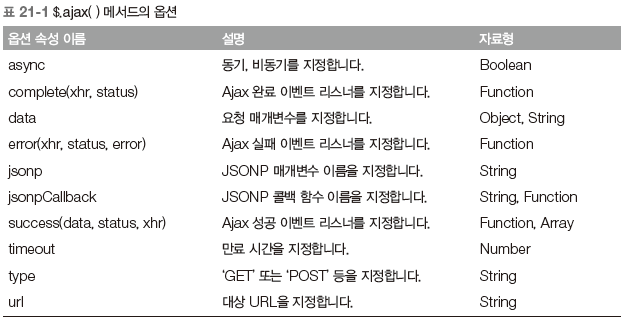 표 21-1 $.ajax( ) 메서드의 옵션
옵션 속성 이름 설명 자료형
async 동기, 비동기를 지정합니다. Boolean
complete(xhr, status) Ajax 완료 이벤트 리스너를 지정합니다. Function
data 요청 매개변수를 지정합니다. Object, String
error(xhr, status, error) Ajax 실패 이벤트 리스너를 지정합니다. Function
jsonp JSONP 매개변수 이름을 지정합니다. String
jsonpCallback JSONP 콜백 함수 이름을 지정합니다. String, Function
success(data, status, xhr) Ajax 성공 이벤트 리스너를 지정합니다. Function, Array
timeout 만료 시간을 지정합니다. Number
type ‘GET’ 또는 ‘POST’ 등을 지정합니다. String
url 대상 URL을 지정합니다. String